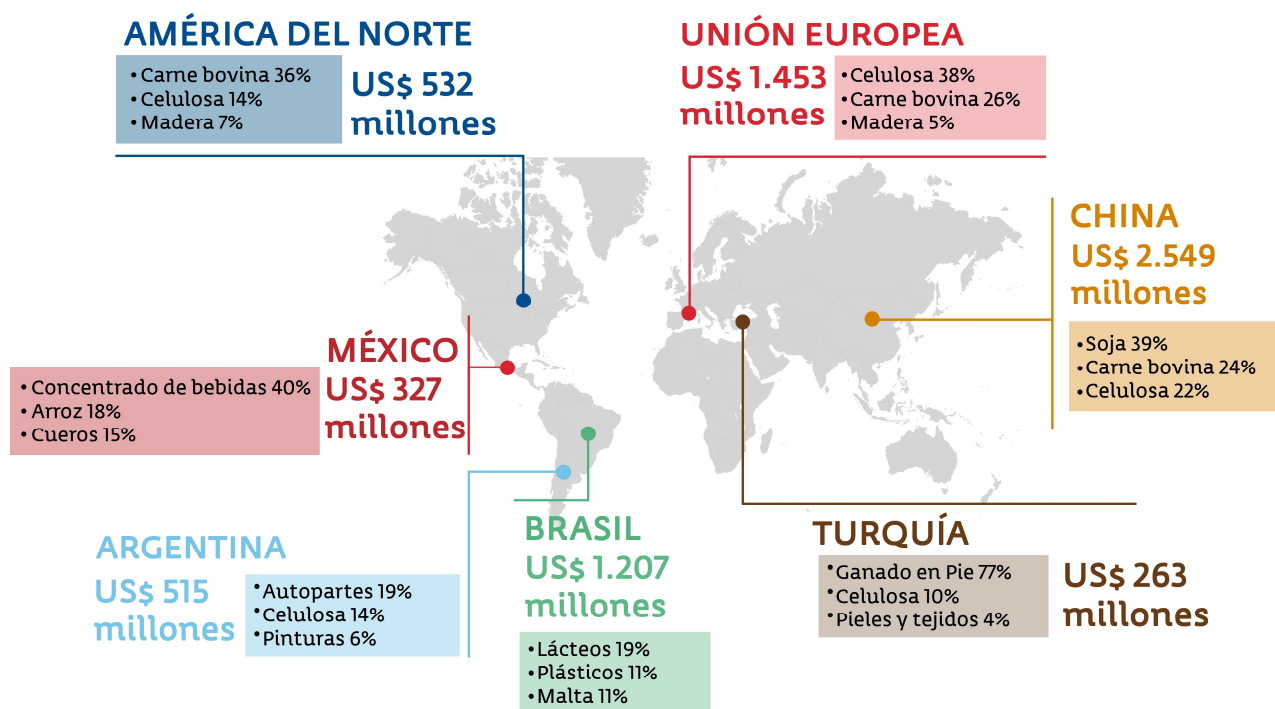 AMÉRICA DEL NORTE
• Carne bovina 36%
• Celulosa 14%
• Madera 7%
US$ 532
millones
UNIÓN EUROPEA
US$ 1.453
millones
• Celulosa 38%
• Carne bovina 26%
• Madera 5%
CHINA
US$ 2.549
millones
• Soja 39%
• Carne bovina 24%
• Celulosa 22%
MÉXICO
US$ 327
millones
• Concentrado de bebidas 40%
• Arroz 18%
• Cueros 15%
ARGENTINA
US$ 515
millones
• Autopartes 19%
• Celulosa 14%
• Pinturas 6%
BRASIL
US$ 1.207
millones
• Lácteos 19%
• Plásticos 11%
• Malta 11%
TURQUÍA
• Ganado en Pie 77%
• Celulosa 10%
• Pieles y tejidos 4%
US$ 263
millones